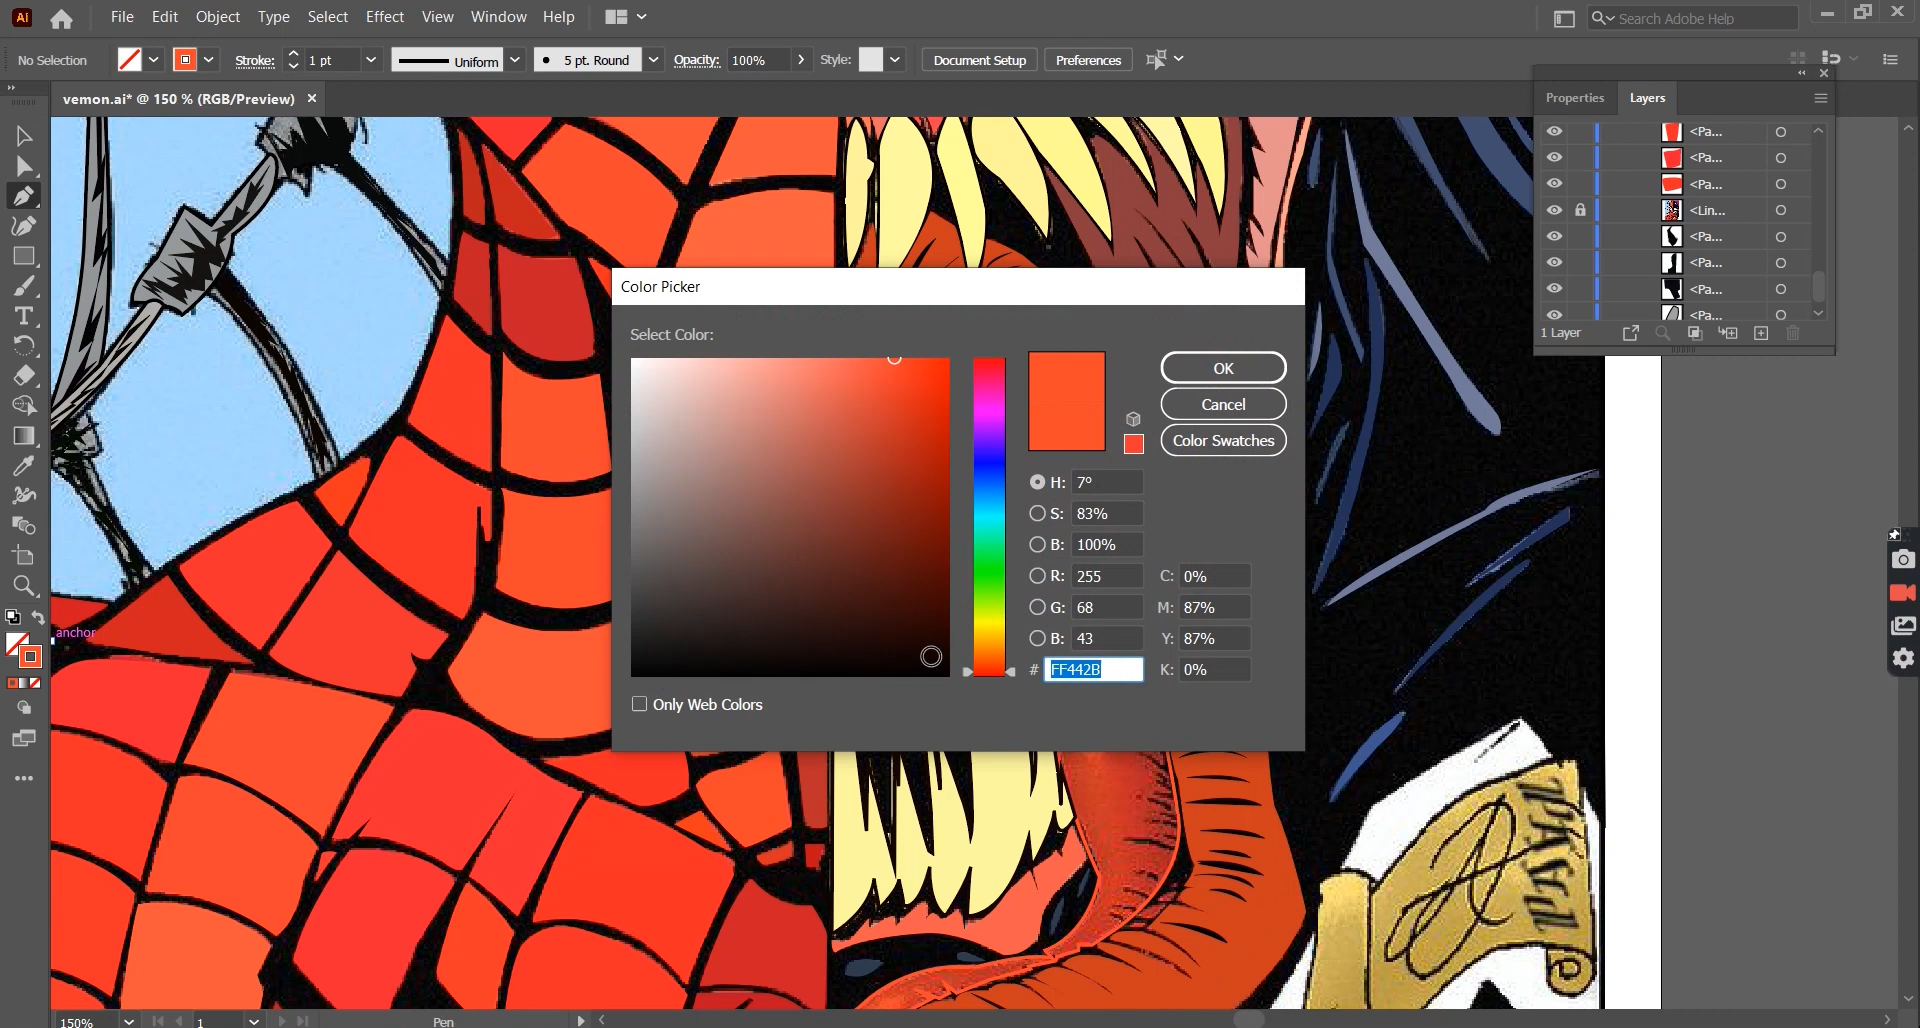 Ai File Edit Object Type Select Effect View Window Help Search Adobe Help
No Selection Stroke: 1 pt Uniform 5 pt. Round Opacity: 100% Style: Document Setup Preferences
vemon.ai* @ 150 % (RGB/Preview)
Properties Layers
<Pa...
<Pa...
<Pa...
<Lin...
<Pa...
<Pa...
<Pa...
<Pa...
1 Layer
Color Picker
Select Color:
OK
Cancel
Color Swatches
H: 7°
S: 83%
B: 100%
R: 255 C: 0%
G: 68 M: 87%
B: 43 Y: 87%
# FF442B K: 0%
Only Web Colors
anchor
150% 1 Pen